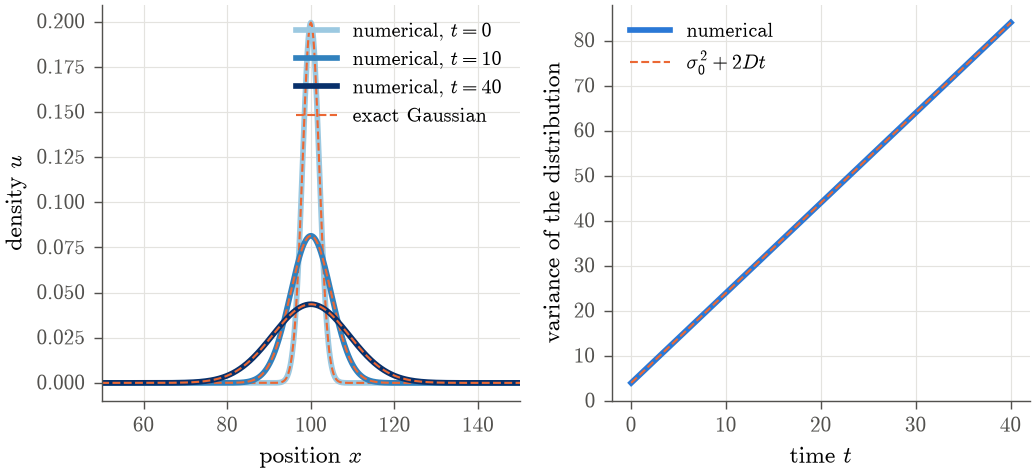 density u
0.200
0.175
0.150
0.125
0.100
0.075
0.050
0.025
0.000
60
80
100
120
140
position x
numerical, t = 0
numerical, t = 10
numerical, t = 40
exact Gaussian
variance of the distribution
80
70
60
50
40
30
20
10
0
0
10
20
30
40
time t
numerical
σ₀² + 2Dt